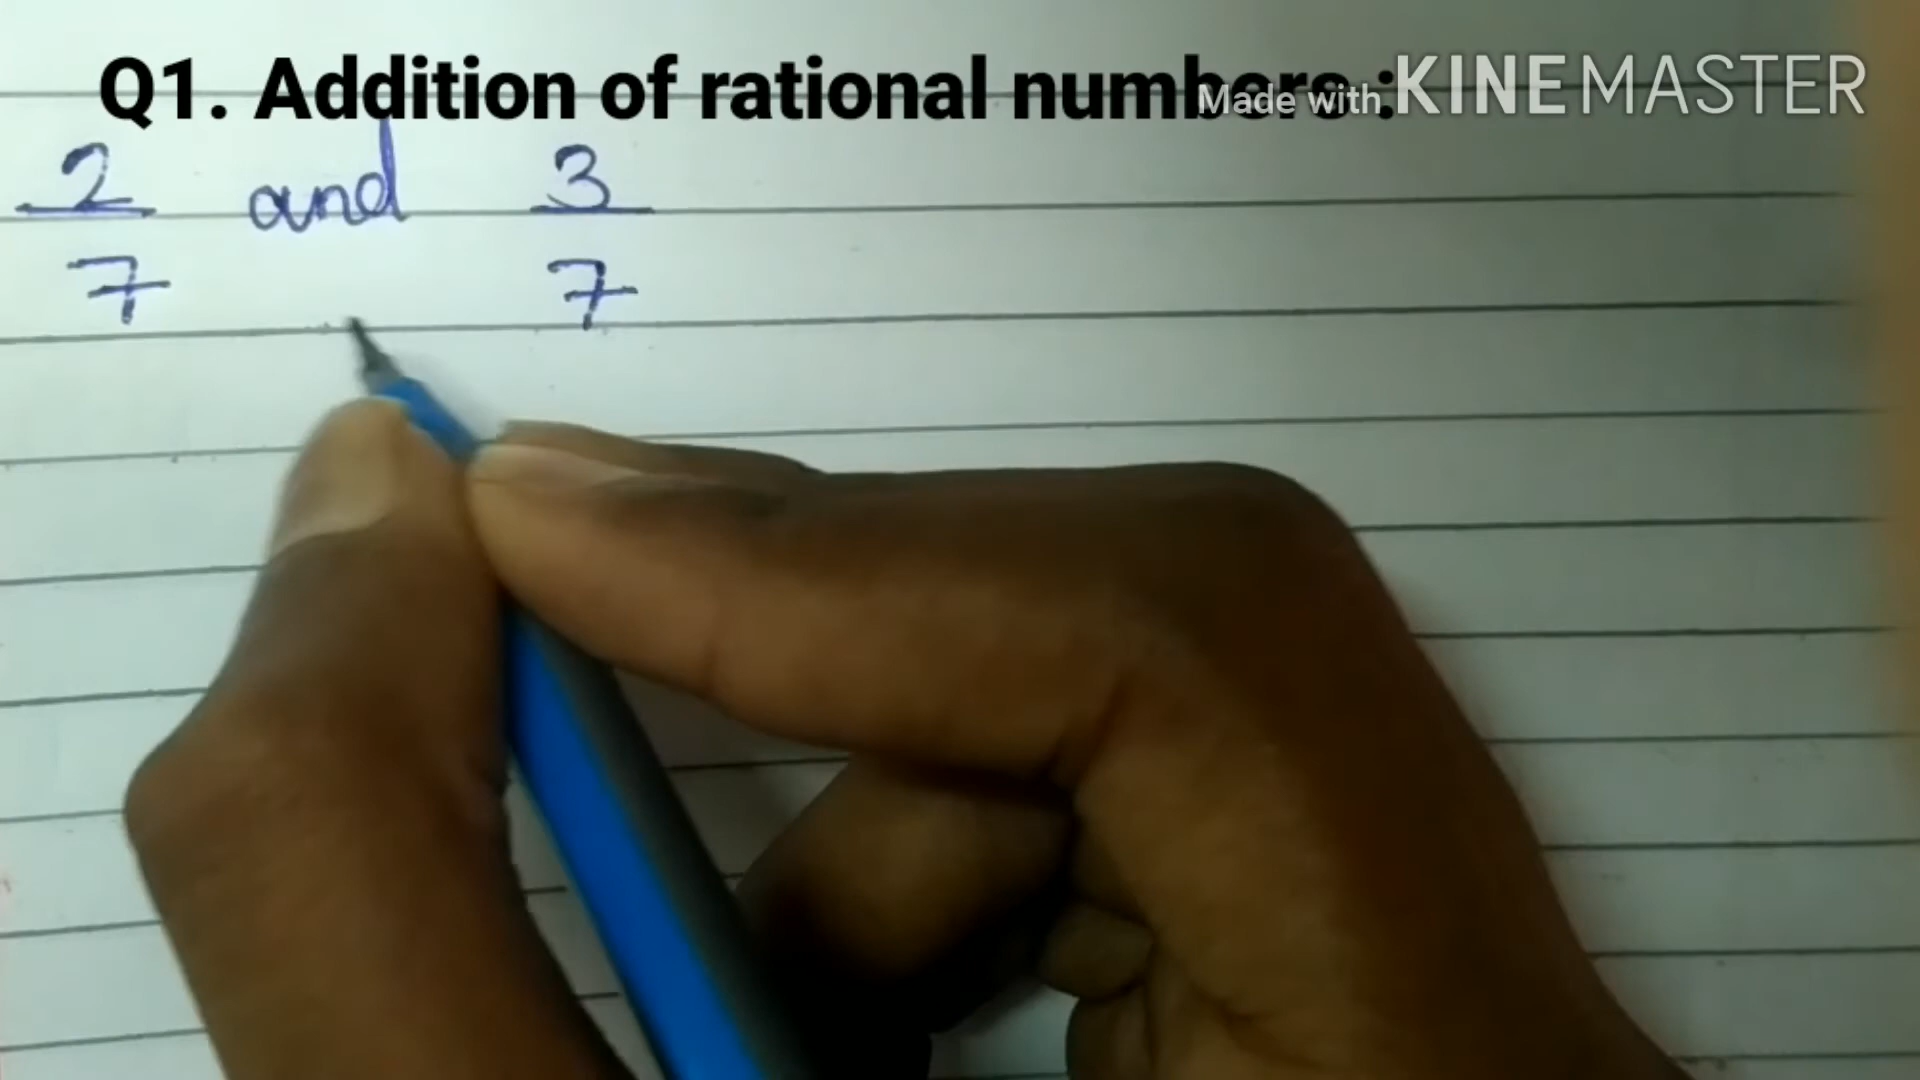 Q1. Addition of rational numbers :
Made with KINEMASTER
2 and 3
7 7